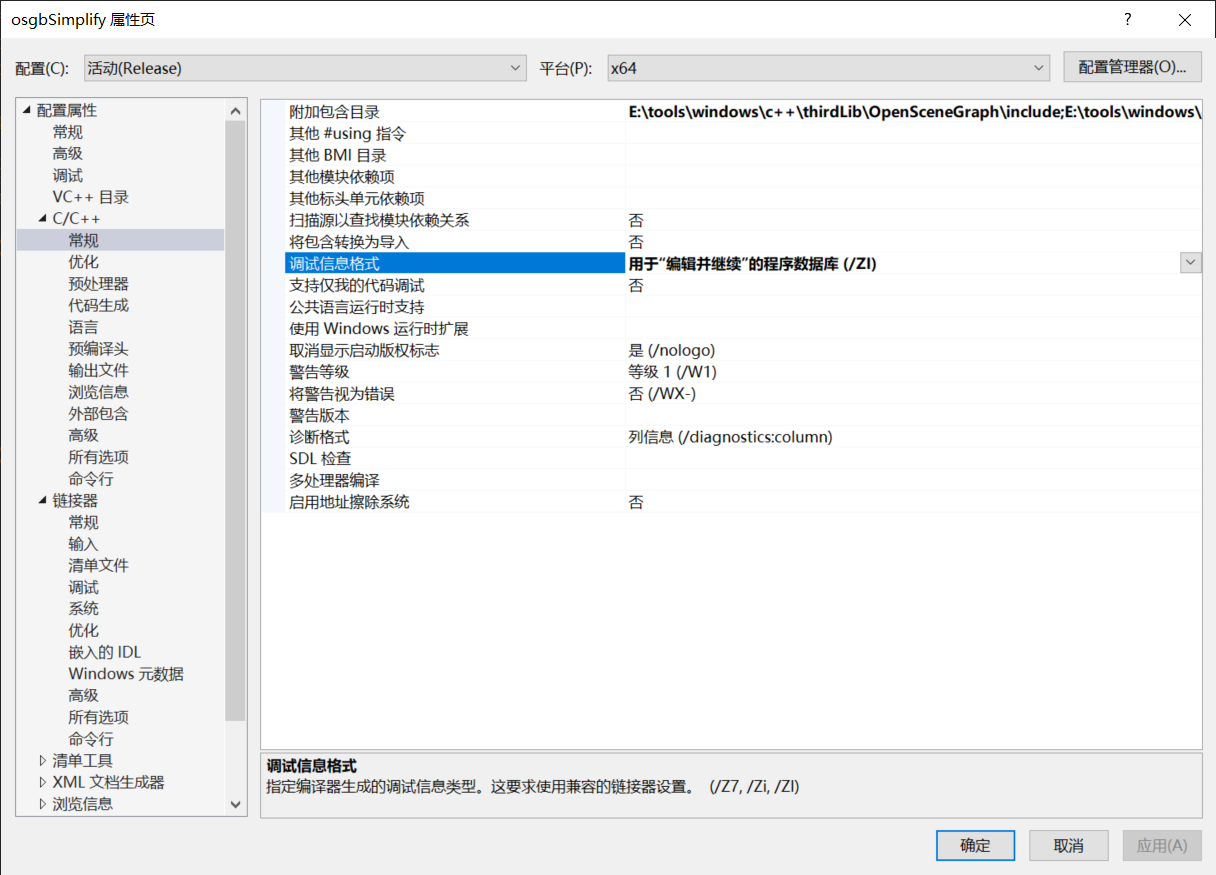 osgbSimplify 属性页
?
配置(C):
活动(Release)
平台(P):
x64
配置管理器(O)...
配置属性
常规
高级
调试
VC++ 目录
C/C++
常规
优化
预处理器
代码生成
语言
预编译头
输出文件
浏览信息
外部包含
高级
所有选项
命令行
链接器
常规
输入
清单文件
调试
系统
优化
嵌入的 IDL
Windows 元数据
高级
所有选项
命令行
清单工具
XML 文档生成器
浏览信息
附加包含目录 E:\tools\windows\c++\thirdLib\OpenSceneGraph\include;E:\tools\windows\
其他 #using 指令
其他 BMI 目录
其他模块依赖项
其他标头单元依赖项
扫描源以查找模块依赖关系 否
将包含转换为导入 否
调试信息格式 用于“编辑并继续”的程序数据库 (/ZI)
支持仅我的代码调试 否
公共语言运行时支持
使用 Windows 运行时扩展
取消显示启动版权标志 是 (/nologo)
警告等级 等级 1 (/W1)
将警告视为错误 否 (/WX-)
警告版本
诊断格式 列信息 (/diagnostics:column)
SDL 检查
多处理器编译
启用地址擦除系统 否
调试信息格式
指定编译器生成的调试信息类型。这要求使用兼容的链接器设置。 (/Z7, /Zi, /ZI)
确定
取消
应用(A)